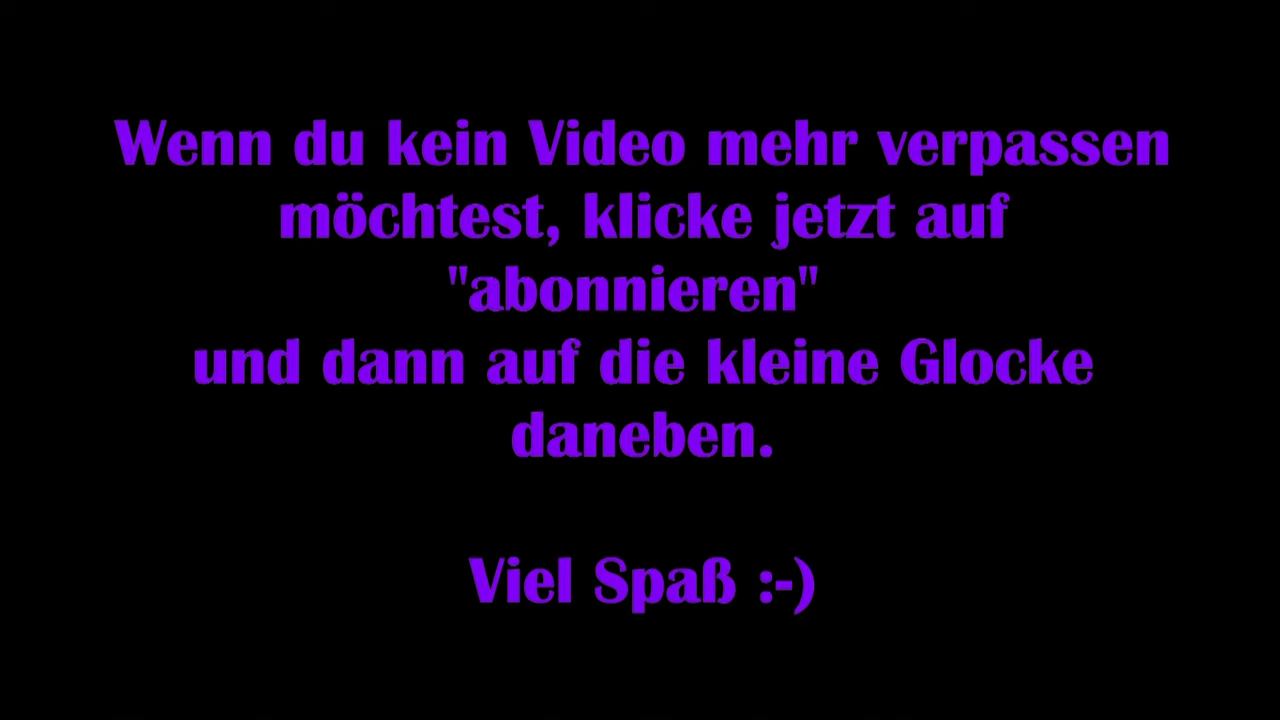 Wenn du kein Video mehr verpassen
möchtest, klicke jetzt auf
"abonnieren"
und dann auf die kleine Glocke
daneben.
Viel Spaß :-)